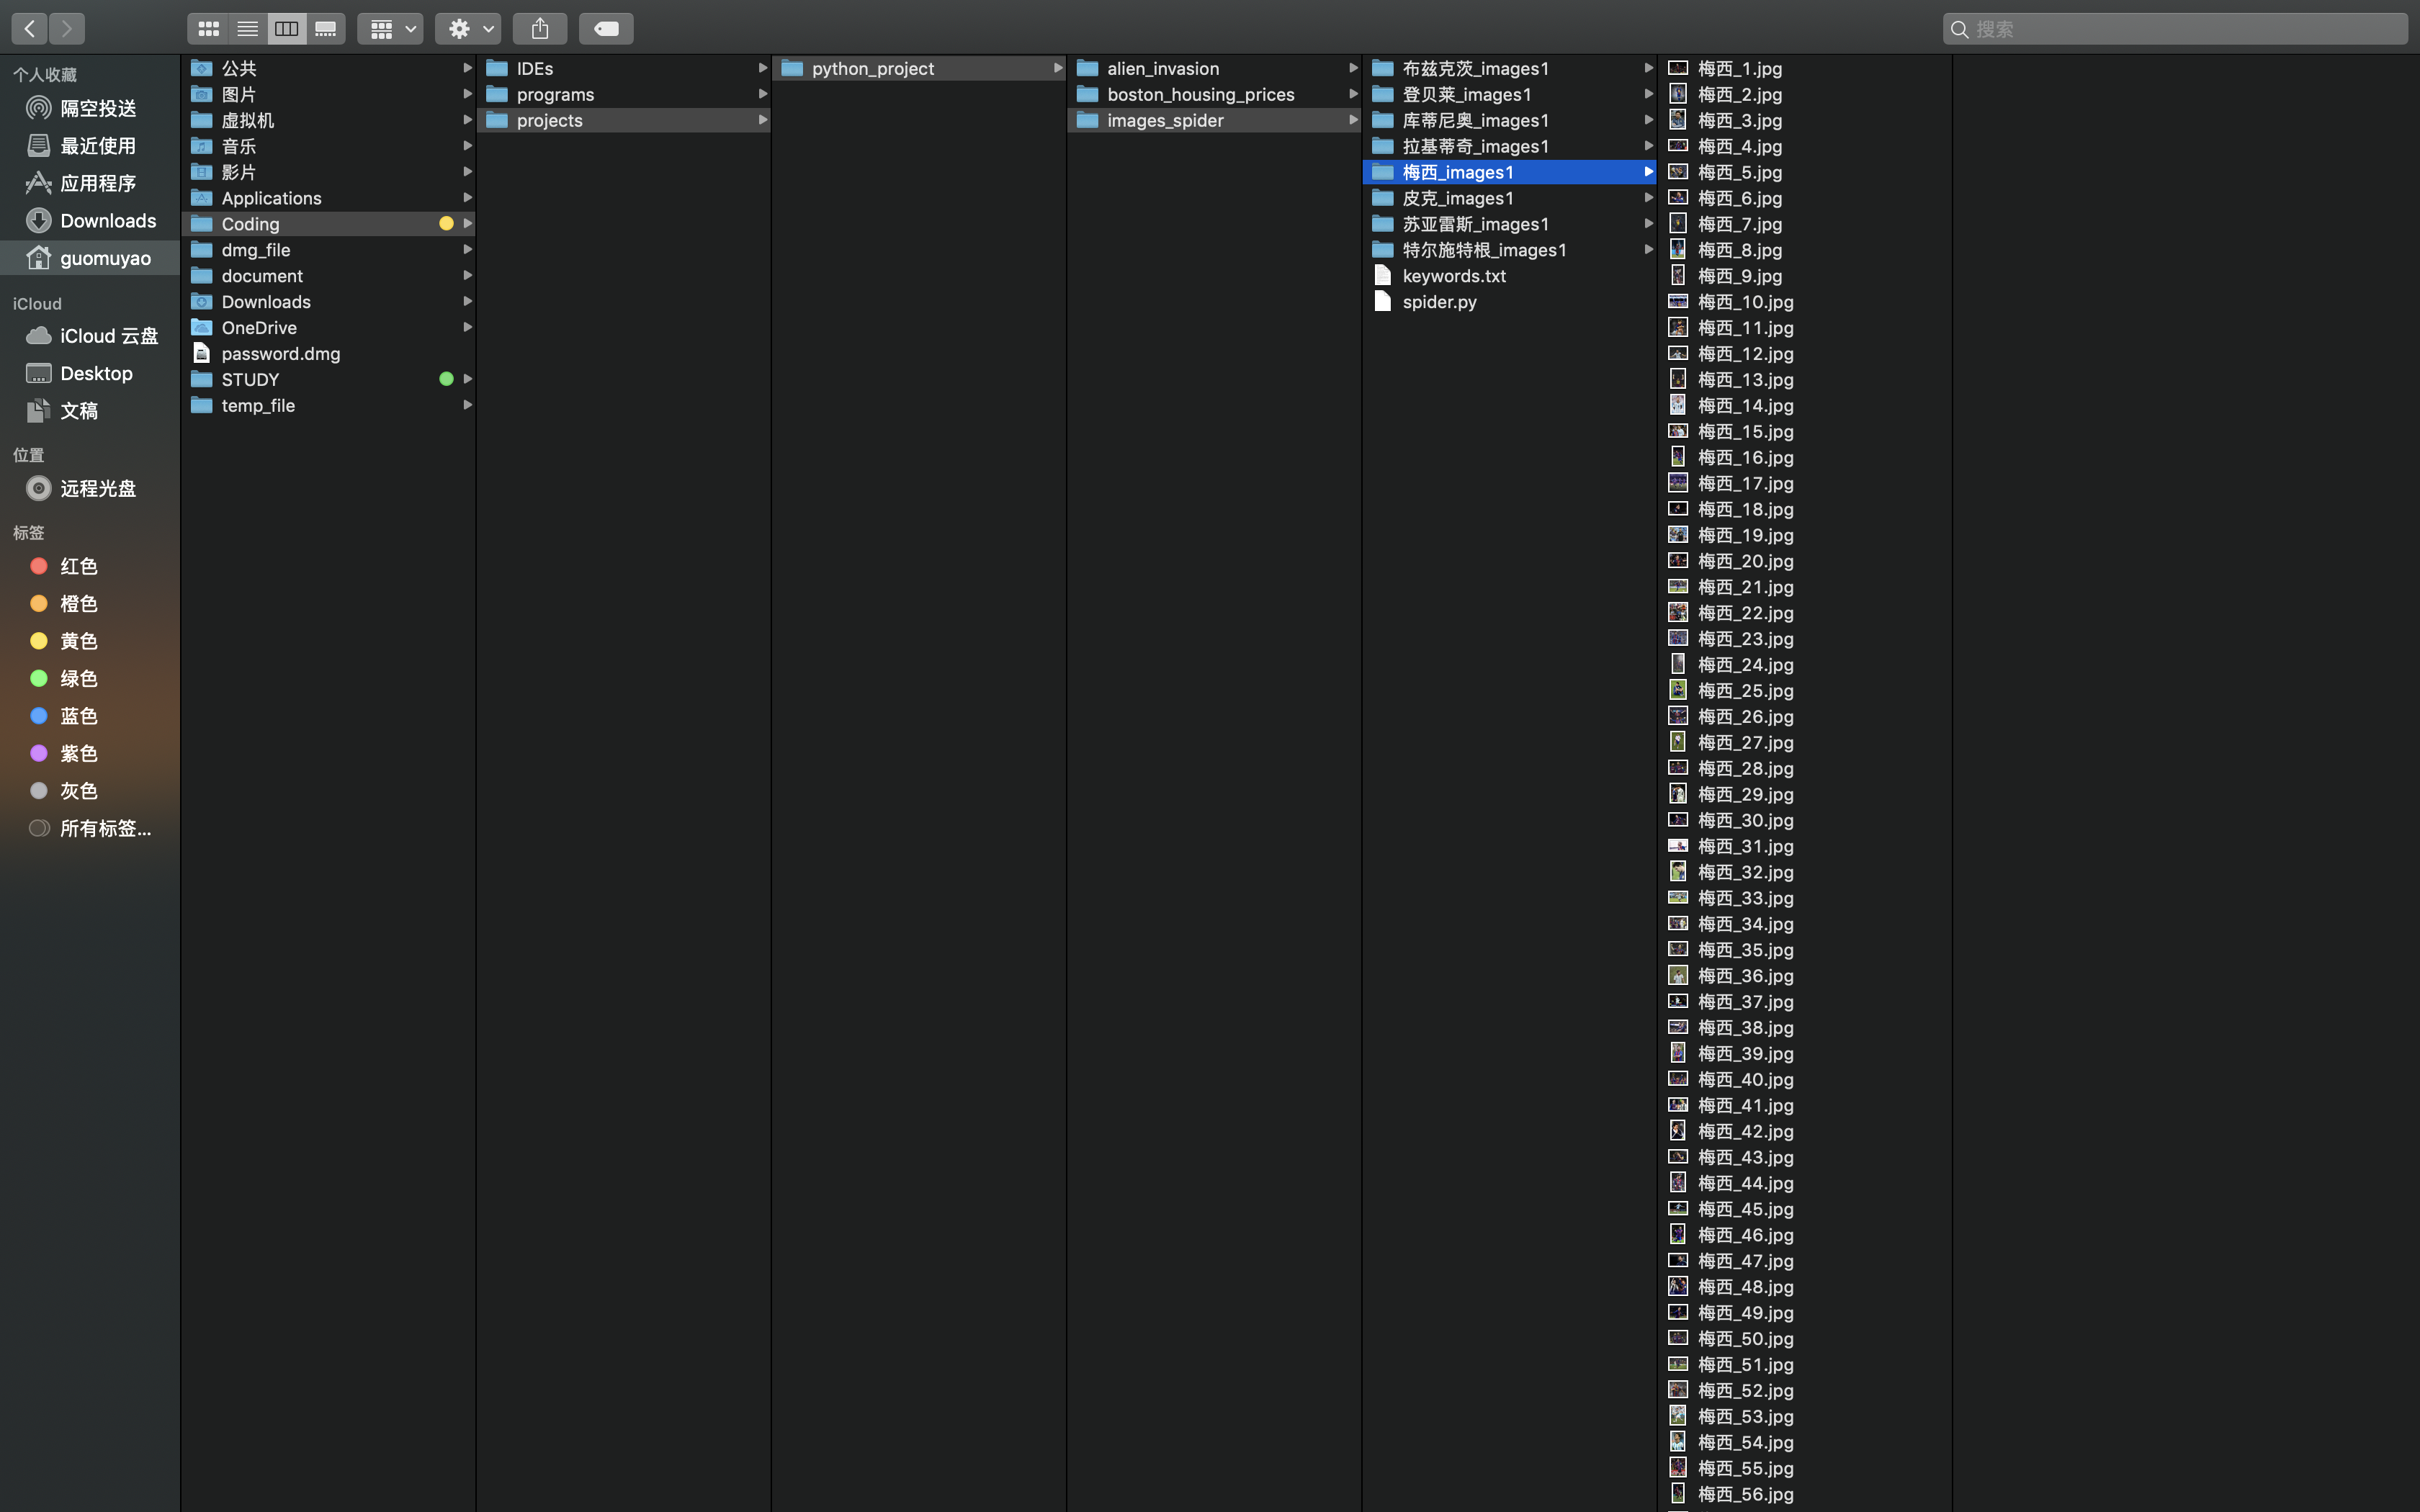 搜索
个人收藏
隔空投送
最近使用
应用程序
Downloads
guomuyao
iCloud
iCloud 云盘
Desktop
文稿
位置
远程光盘
标签
红色
橙色
黄色
绿色
蓝色
紫色
灰色
所有标签...
公共
图片
虚拟机
音乐
影片
Applications
Coding
dmg_file
document
Downloads
OneDrive
password.dmg
STUDY
temp_file
IDEs
programs
projects
python_project
alien_invasion
boston_housing_prices
images_spider
布兹克茨_images1
登贝莱_images1
库蒂尼奥_images1
拉基蒂奇_images1
梅西_images1
皮克_images1
苏亚雷斯_images1
特尔施特根_images1
keywords.txt
spider.py
梅西_1.jpg
梅西_2.jpg
梅西_3.jpg
梅西_4.jpg
梅西_5.jpg
梅西_6.jpg
梅西_7.jpg
梅西_8.jpg
梅西_9.jpg
梅西_10.jpg
梅西_11.jpg
梅西_12.jpg
梅西_13.jpg
梅西_14.jpg
梅西_15.jpg
梅西_16.jpg
梅西_17.jpg
梅西_18.jpg
梅西_19.jpg
梅西_20.jpg
梅西_21.jpg
梅西_22.jpg
梅西_23.jpg
梅西_24.jpg
梅西_25.jpg
梅西_26.jpg
梅西_27.jpg
梅西_28.jpg
梅西_29.jpg
梅西_30.jpg
梅西_31.jpg
梅西_32.jpg
梅西_33.jpg
梅西_34.jpg
梅西_35.jpg
梅西_36.jpg
梅西_37.jpg
梅西_38.jpg
梅西_39.jpg
梅西_40.jpg
梅西_41.jpg
梅西_42.jpg
梅西_43.jpg
梅西_44.jpg
梅西_45.jpg
梅西_46.jpg
梅西_47.jpg
梅西_48.jpg
梅西_49.jpg
梅西_50.jpg
梅西_51.jpg
梅西_52.jpg
梅西_53.jpg
梅西_54.jpg
梅西_55.jpg
梅西_56.jpg